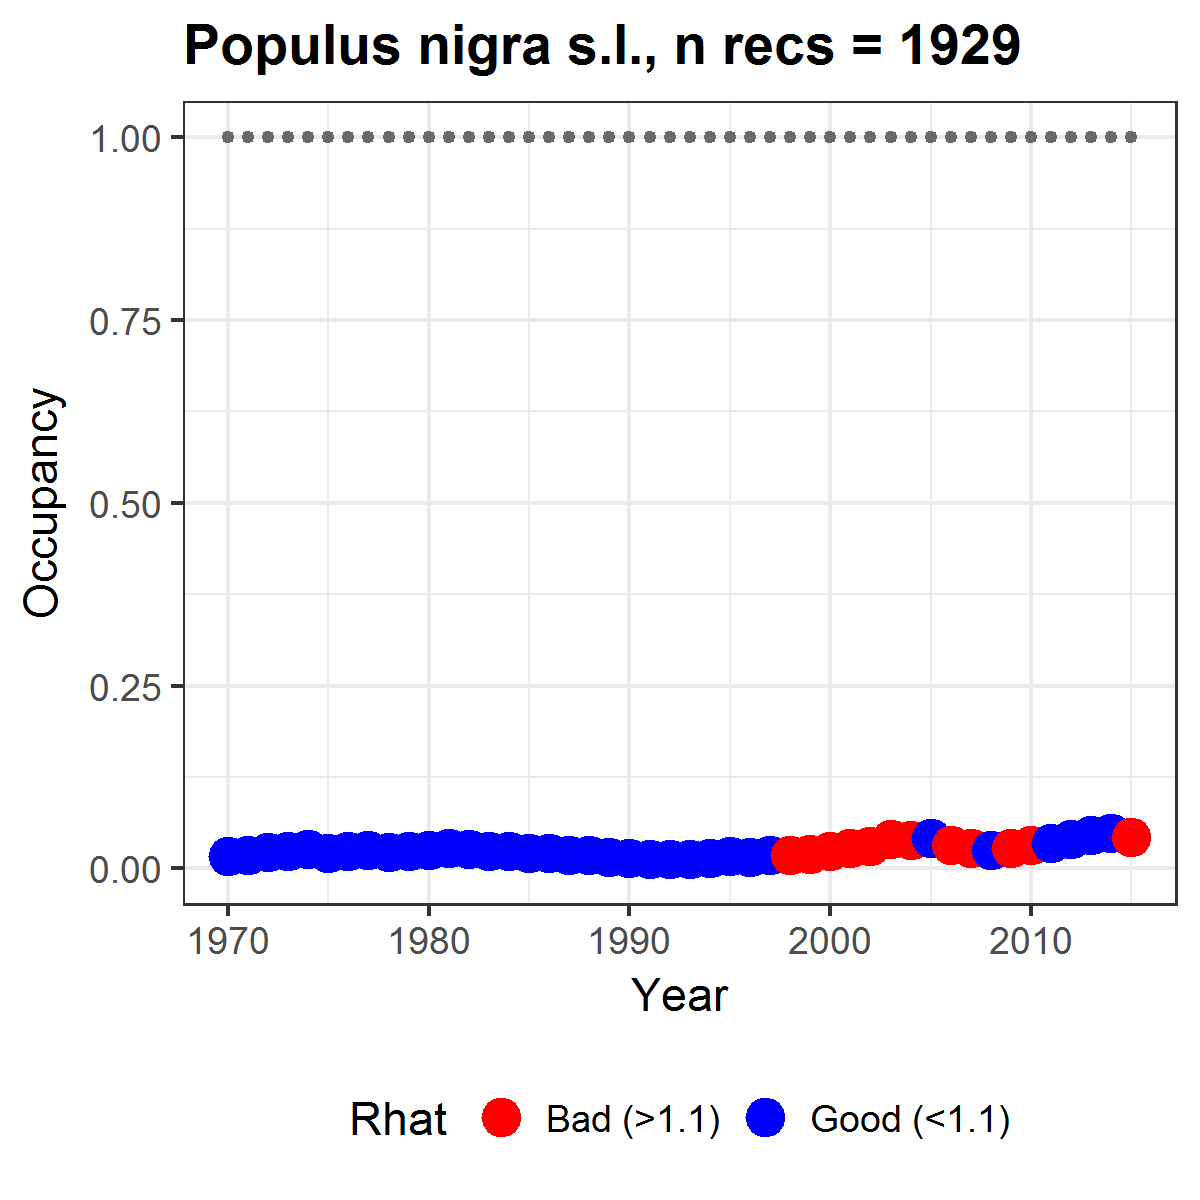 Populus nigra s.l., n recs = 1929
1.00
0.75
0.50
0.25
0.00
Occupancy
1970 1980 1990 2000 2010
Year
Rhat Bad (>1.1) Good (<1.1)